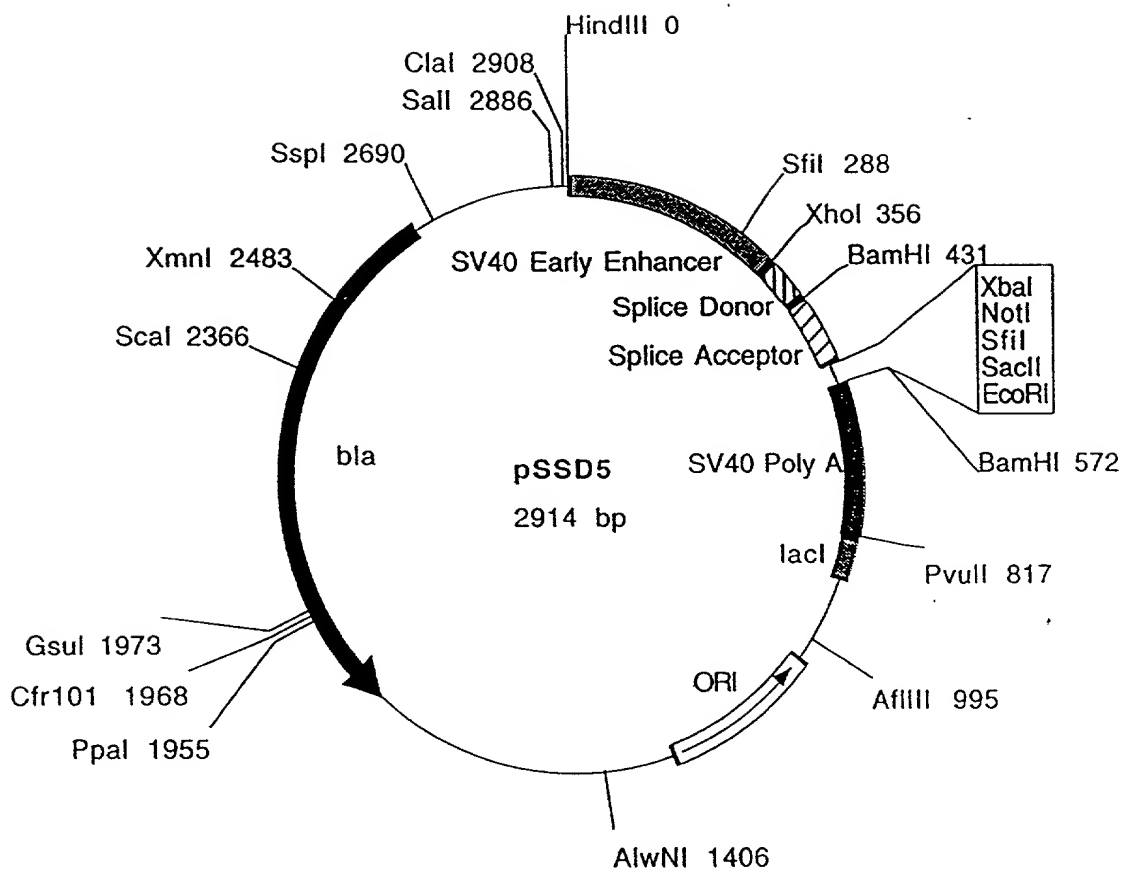 HindIII 0
ClaI 2908
SalI 2886
SspI 2690
SfiI 288
XhoI 356
BamHI 431
XmnI 2483
SV40 Early Enhancer
XbaI
NotI
SfiI
SacII
EcoRI
Splice Donor
ScaI 2366
Splice Acceptor
bla
pSSD5
2914 bp
SV40 Poly A
BamHI 572
lacI
PvuII 817
GsuI 1973
Cfr101 1968
PpaI 1955
ORI
AflIII 995
AlwNI 1406